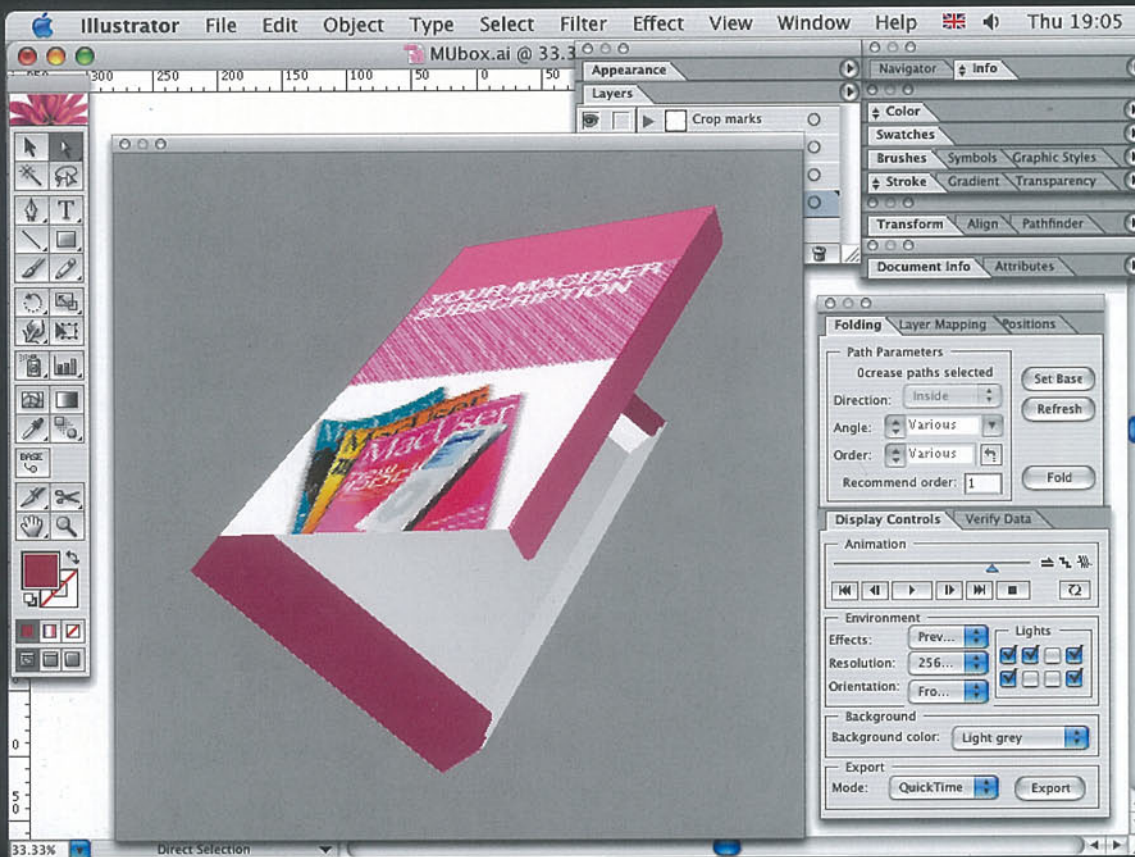 Illustrator File Edit Object Type Select Filter Effect View Window Help Thu 19:05
MUbox.ai @ 33.3
300 250 200 150 100 50 0 50
Appearance
Layers
Crop marks
Navigator Info
Color
Swatches
Brushes Symbols Graphic Styles
Stroke Gradient Transparency
Transform Align Pathfinder
Document Info Attributes
T
BASE
YOUR MACUSER
SUBSCRIPTION
MacUser
MacUser
Folding Layer Mapping Positions
Path Parameters
0crease paths selected
Direction: Inside
Angle: Various
Order: Various
Recommend order: 1
Set Base
Refresh
Fold
Display Controls Verify Data
Animation
Environment
Effects: Prev...
Resolution: 256...
Orientation: Fro...
Lights
Background
Background color: Light grey
Export
Mode: QuickTime Export
0
5
0
33.33% Direct Selection